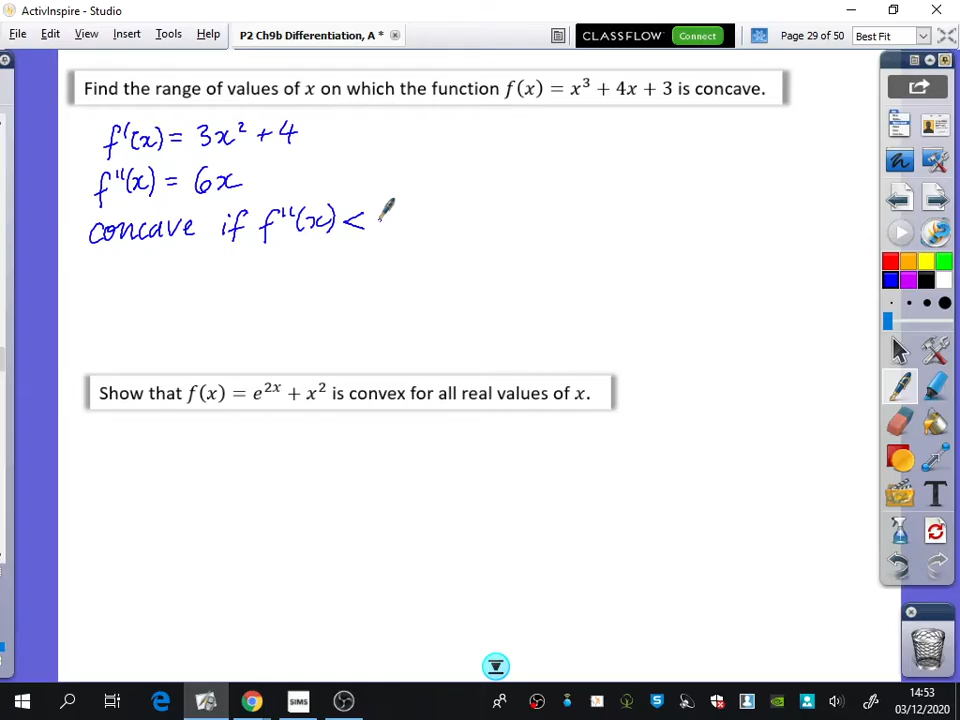 ActivInspire - Studio
File Edit View Insert Tools Help
P2 Ch9b Differentiation, A *
CLASSFLOW Connect
Page 29 of 50
Best Fit
Find the range of values of x on which the function f(x) = x³ + 4x + 3 is concave.
f'(x) = 3x² + 4
f''(x) = 6x
concave if f''(x) <
Show that f(x) = e²ˣ + x² is convex for all real values of x.
SIMS
14:53
03/12/2020